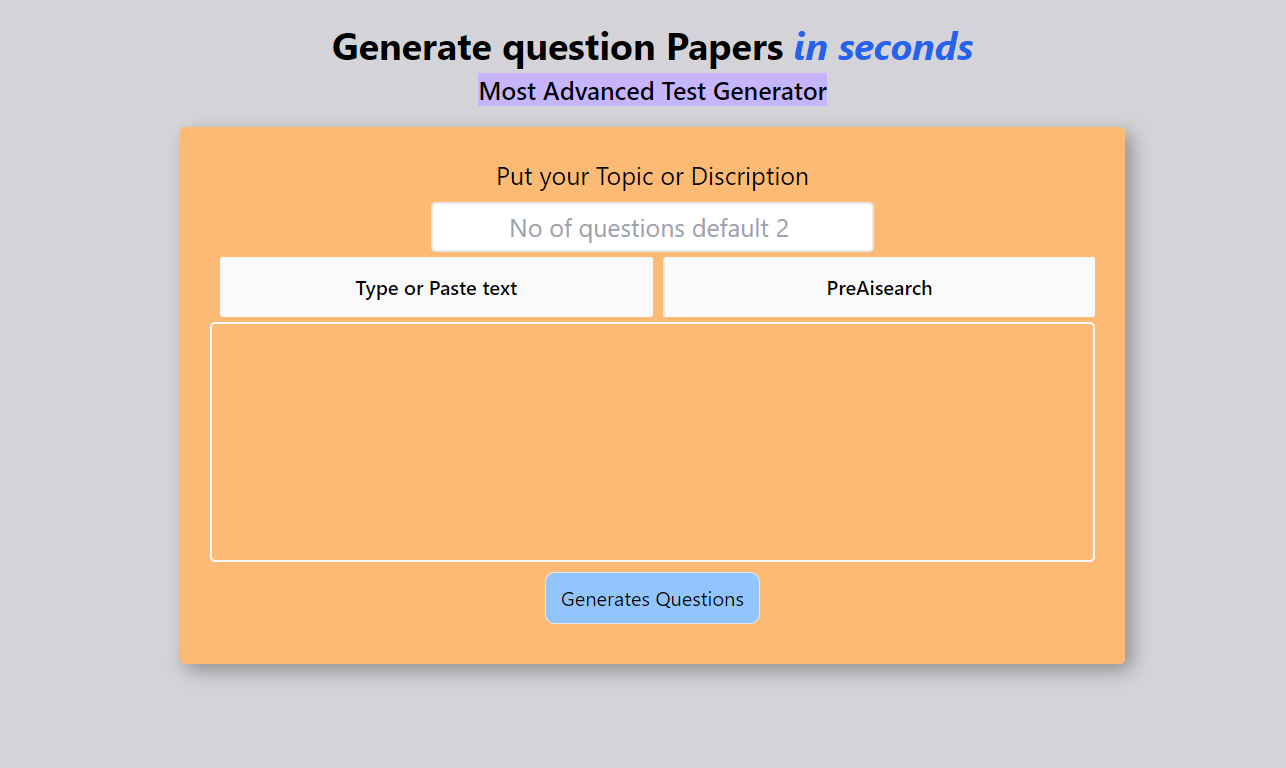 Generate question Papers in seconds
Most Advanced Test Generator
Put your Topic or Discription
No of questions default 2
Type or Paste text
PreAisearch
Generates Questions